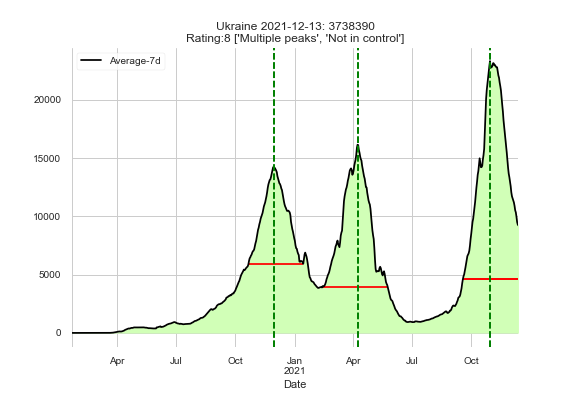 Ukraine 2021-12-13: 3738390
Rating:8 ['Multiple peaks', 'Not in control']
Average-7d
20000
15000
10000
5000
0
Apr
Jul
Oct
Jan
2021
Apr
Jul
Oct
Date